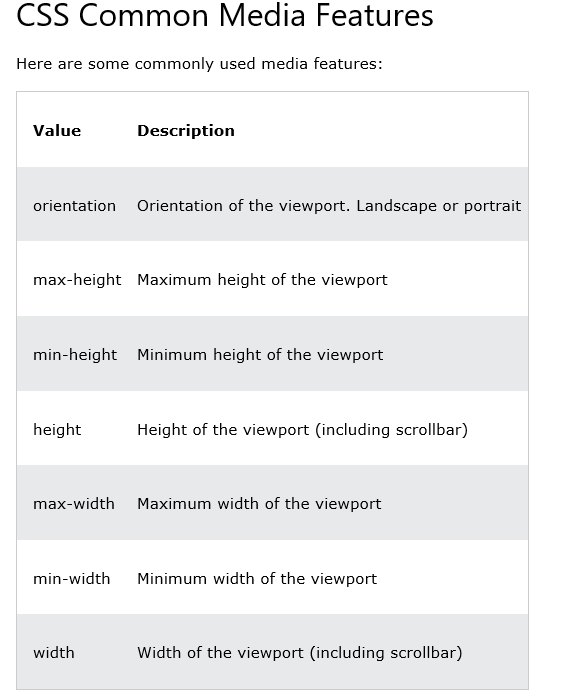 CSS Common Media Features
Here are some commonly used media features:
Value Description
orientation Orientation of the viewport. Landscape or portrait
max-height Maximum height of the viewport
min-height Minimum height of the viewport
height Height of the viewport (including scrollbar)
max-width Maximum width of the viewport
min-width Minimum width of the viewport
width Width of the viewport (including scrollbar)